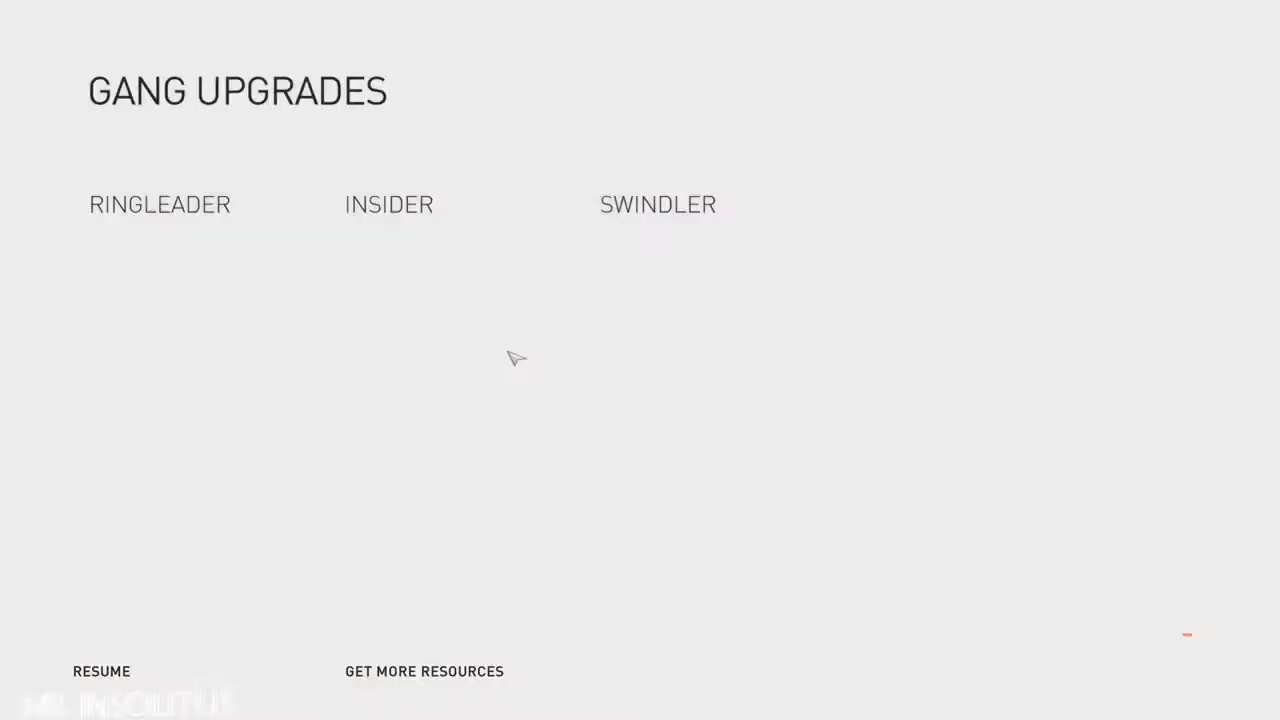 GANG UPGRADES
RINGLEADER INSIDER SWINDLER
RESUME GET MORE RESOURCES